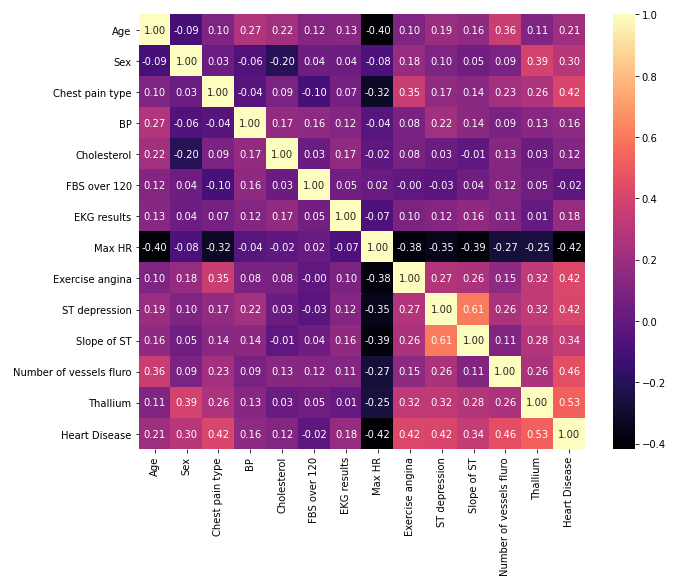 Age 1.00 -0.09 0.10 0.27 0.22 0.12 0.13 -0.40 0.10 0.19 0.16 0.36 0.11 0.21
Sex -0.09 1.00 0.03 -0.06 -0.20 0.04 0.04 -0.08 0.18 0.10 0.05 0.09 0.39 0.30
Chest pain type 0.10 0.03 1.00 -0.04 0.09 -0.10 0.07 -0.32 0.35 0.17 0.14 0.23 0.26 0.42
BP 0.27 -0.06 -0.04 1.00 0.17 0.16 0.12 -0.04 0.08 0.22 0.14 0.09 0.13 0.16
Cholesterol 0.22 -0.20 0.09 0.17 1.00 0.03 0.17 -0.02 0.08 0.03 -0.01 0.13 0.03 0.12
FBS over 120 0.12 0.04 -0.10 0.16 0.03 1.00 0.05 0.02 -0.00 -0.03 0.04 0.12 0.05 -0.02
EKG results 0.13 0.04 0.07 0.12 0.17 0.05 1.00 -0.07 0.10 0.12 0.16 0.11 0.01 0.18
Max HR -0.40 -0.08 -0.32 -0.04 -0.02 0.02 -0.07 1.00 -0.38 -0.35 -0.39 -0.27 -0.25 -0.42
Exercise angina 0.10 0.18 0.35 0.08 0.08 -0.00 0.10 -0.38 1.00 0.27 0.26 0.15 0.32 0.42
ST depression 0.19 0.10 0.17 0.22 0.03 -0.03 0.12 -0.35 0.27 1.00 0.61 0.26 0.32 0.42
Slope of ST 0.16 0.05 0.14 0.14 -0.01 0.04 0.16 -0.39 0.26 0.61 1.00 0.11 0.28 0.34
Number of vessels fluro 0.36 0.09 0.23 0.09 0.13 0.12 0.11 -0.27 0.15 0.26 0.11 1.00 0.26 0.46
Thallium 0.11 0.39 0.26 0.13 0.03 0.05 0.01 -0.25 0.32 0.32 0.28 0.26 1.00 0.53
Heart Disease 0.21 0.30 0.42 0.16 0.12 -0.02 0.18 -0.42 0.42 0.42 0.34 0.46 0.53 1.00
Age
Sex
Chest pain type
BP
Cholesterol
FBS over 120
EKG results
Max HR
Exercise angina
ST depression
Slope of ST
Number of vessels fluro
Thallium
Heart Disease
1.0
0.8
0.6
0.4
0.2
0.0
−0.2
−0.4